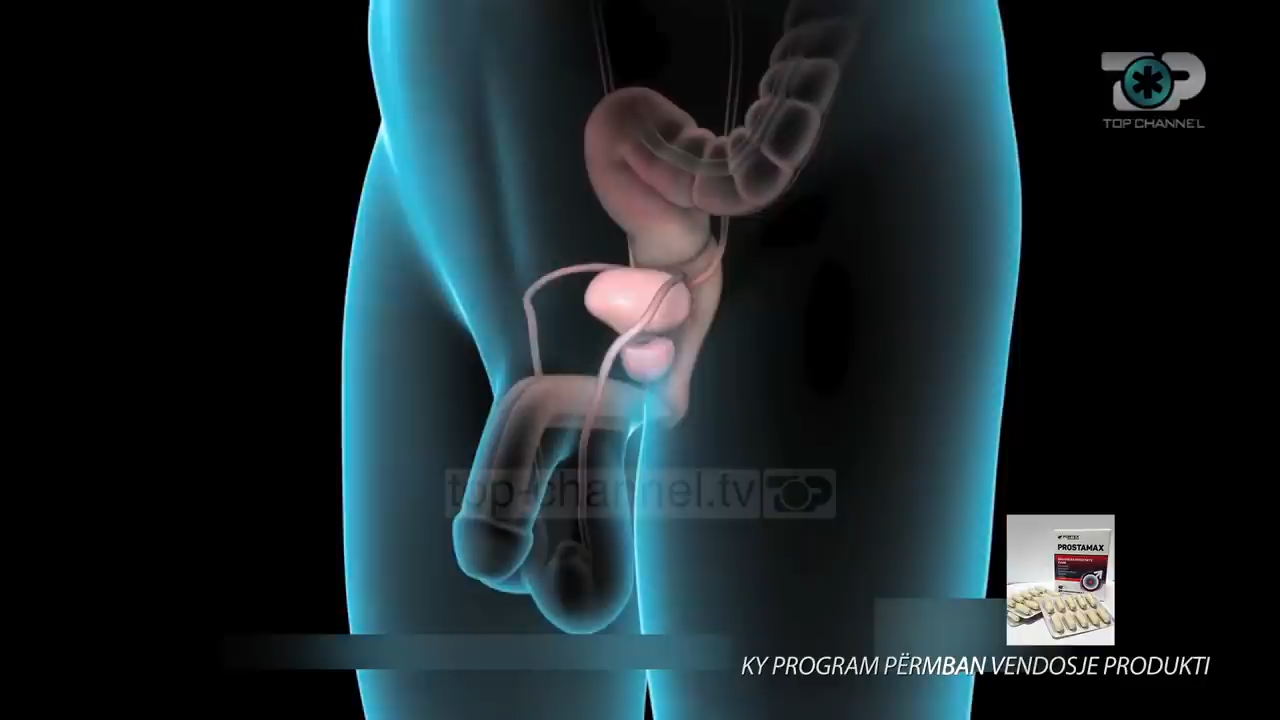 TOP CHANNEL
top-channel.tv
PROSTAMAX
KY PROGRAM PËRMBAN VENDOSJE PRODUKTI